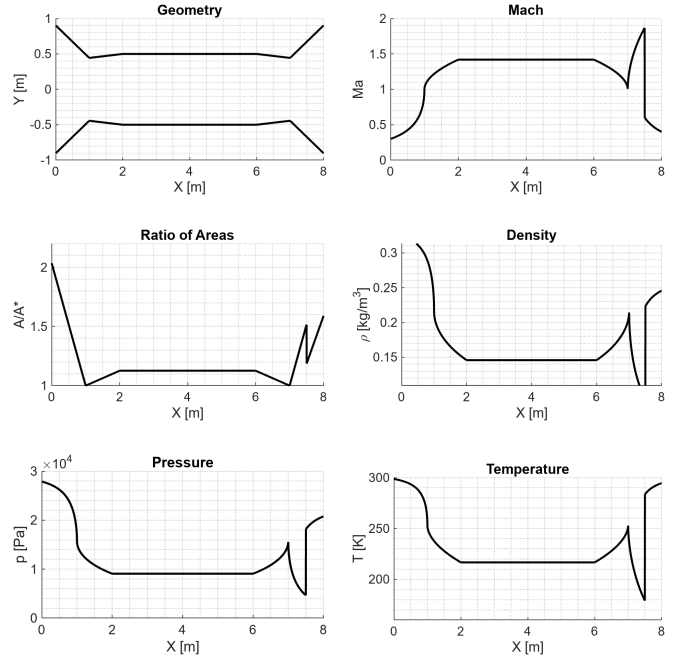 Geometry
1
0.5
0
-0.5
-1
Y [m]
0 2 4 6 8
X [m]
Mach
2
1.5
1
0.5
0
Ma
0 2 4 6 8
X [m]
Ratio of Areas
2
1.5
1
A/A*
0 2 4 6 8
X [m]
Density
0.3
0.25
0.2
0.15
ρ [kg/m³]
0 2 4 6 8
X [m]
Pressure
×10⁴
3
2
1
0
p [Pa]
0 2 4 6 8
X [m]
Temperature
300
250
200
T [K]
0 2 4 6 8
X [m]